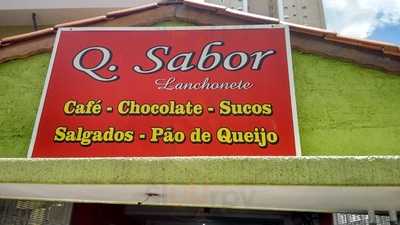 Q. Sabor
Lanchonete
Café - Chocolate - Sucos
Salgados - Pão de Queijo